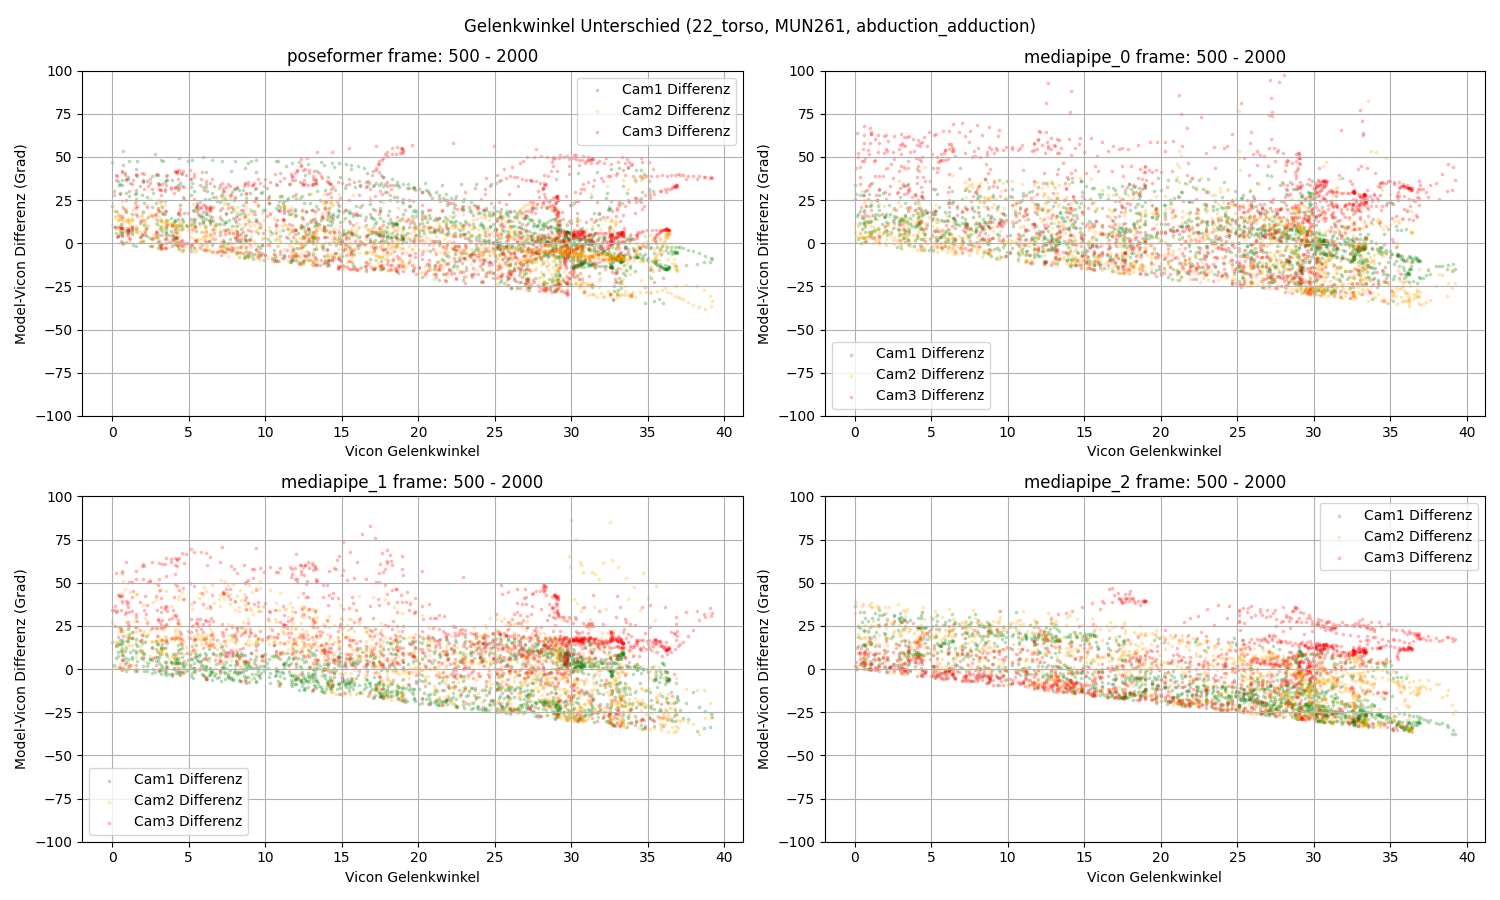 Gelenkwinkel Unterschied (22_torso, MUN261, abduction_adduction)
poseformer frame: 500 - 2000
Model-Vicon Differenz (Grad)
100
75
50
25
0
−25
−50
−75
−100
Cam1 Differenz
Cam2 Differenz
Cam3 Differenz
0 5 10 15 20 25 30 35 40
Vicon Gelenkwinkel
mediapipe_0 frame: 500 - 2000
Model-Vicon Differenz (Grad)
100
75
50
25
0
−25
−50
−75
−100
Cam1 Differenz
Cam2 Differenz
Cam3 Differenz
0 5 10 15 20 25 30 35 40
Vicon Gelenkwinkel
mediapipe_1 frame: 500 - 2000
Model-Vicon Differenz (Grad)
100
75
50
25
0
−25
−50
−75
−100
Cam1 Differenz
Cam2 Differenz
Cam3 Differenz
0 5 10 15 20 25 30 35 40
Vicon Gelenkwinkel
mediapipe_2 frame: 500 - 2000
Model-Vicon Differenz (Grad)
100
75
50
25
0
−25
−50
−75
−100
Cam1 Differenz
Cam2 Differenz
Cam3 Differenz
0 5 10 15 20 25 30 35 40
Vicon Gelenkwinkel